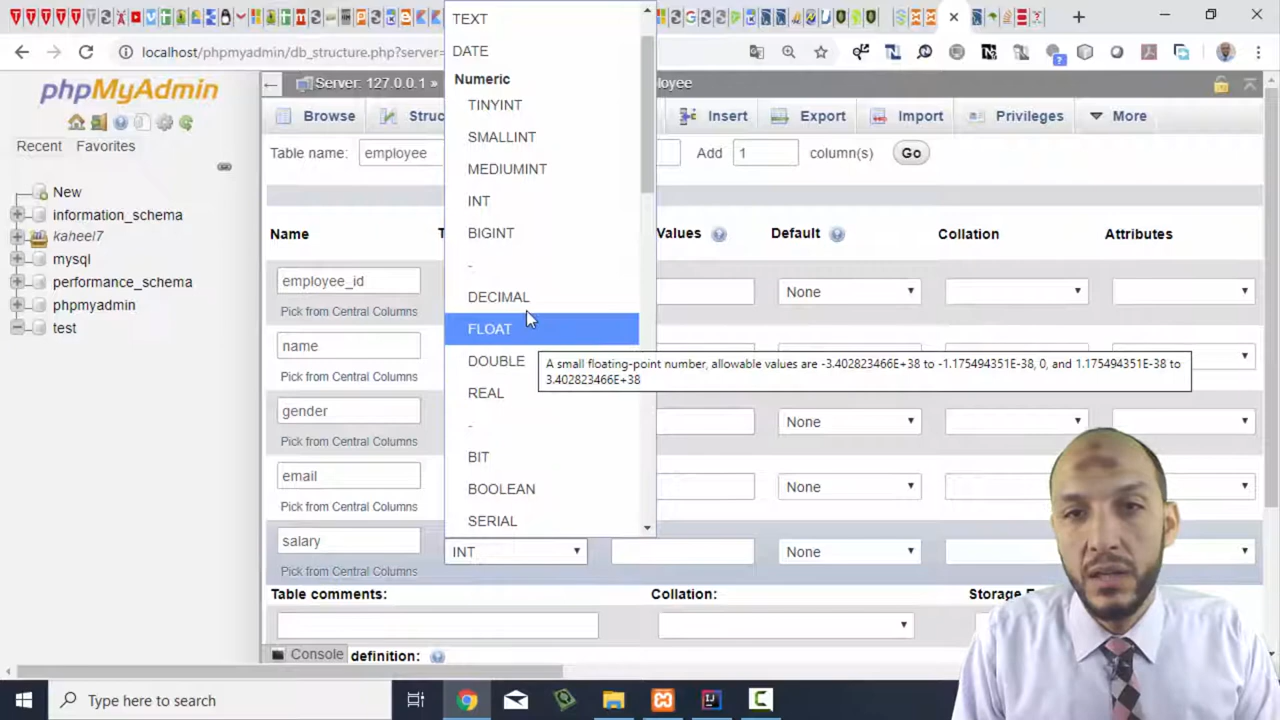 localhost/phpmyadmin/db_structure.php?server=
phpMyAdmin
Recent Favorites
New
information_schema
kaheel7
mysql
performance_schema
phpmyadmin
test
Server: 127.0.0.1 »
Browse
Insert
Export
Import
Privileges
More
Table name:
employee
Add
1
column(s)
Go
Name
Values
Default
Collation
Attributes
employee_id
Pick from Central Columns
None
name
Pick from Central Columns
gender
Pick from Central Columns
None
email
Pick from Central Columns
None
salary
Pick from Central Columns
INT
None
TEXT
DATE
Numeric
TINYINT
SMALLINT
MEDIUMINT
INT
BIGINT
-
DECIMAL
FLOAT
DOUBLE
REAL
-
BIT
BOOLEAN
SERIAL
A small floating-point number, allowable values are -3.402823466E+38 to -1.175494351E-38, 0, and 1.175494351E-38 to
3.402823466E+38
Table comments:
Collation:
Console
definition:
Type here to search